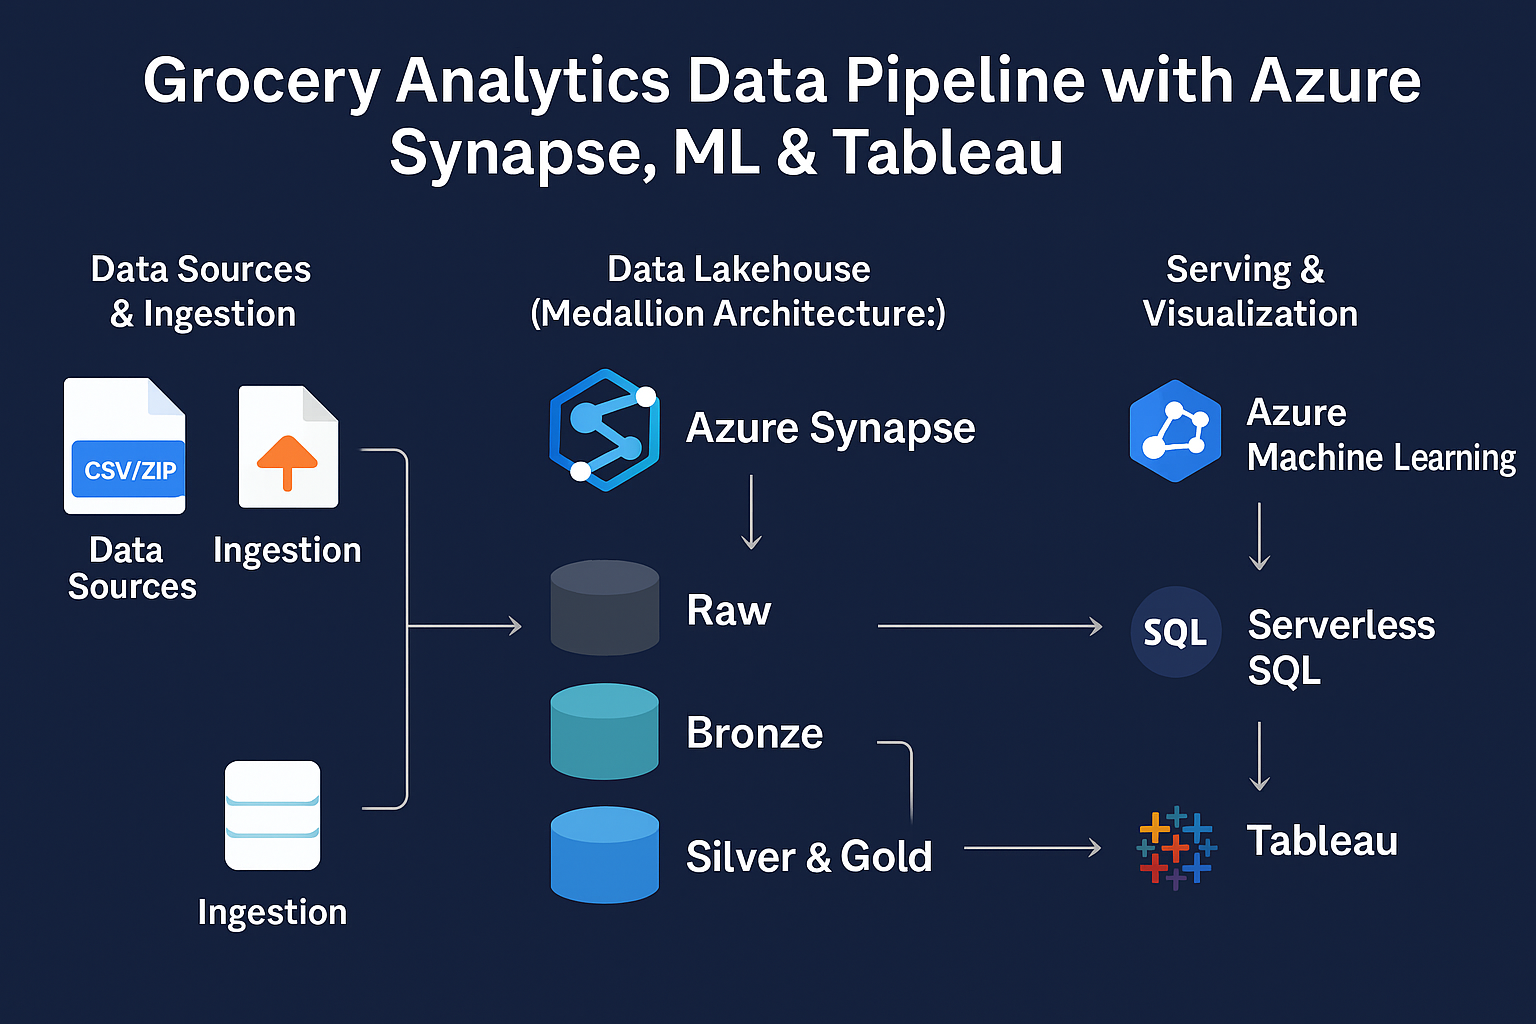 Grocery Analytics Data Pipeline with Azure
Synapse, ML & Tableau
Data Sources
& Ingestion
CSV/ZIP
Data
Sources
Ingestion
Ingestion
Data Lakehouse
(Medallion Architecture:)
Azure Synapse
Raw
Bronze
Silver & Gold
Serving &
Visualization
Azure
Machine Learning
SQL
Serverless
SQL
Tableau